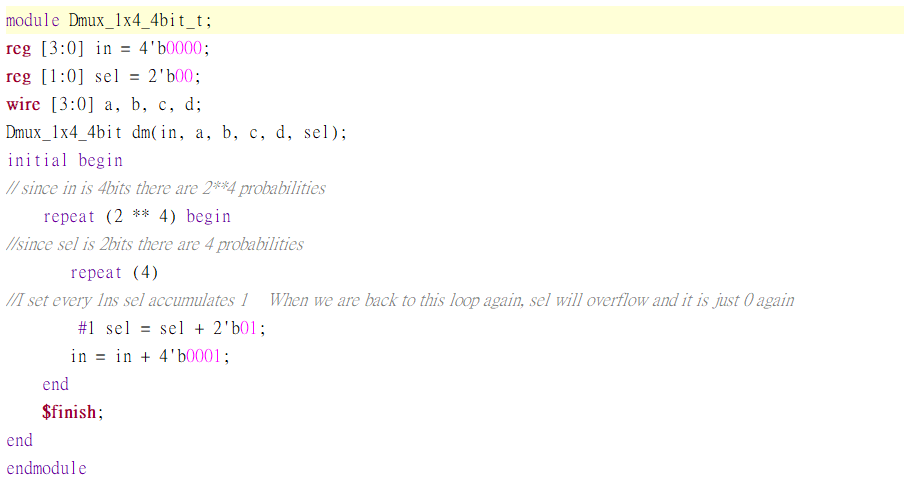 module Dmux_1x4_4bit_t;
reg [3:0] in = 4'b0000;
reg [1:0] sel = 2'b00;
wire [3:0] a, b, c, d;
Dmux_1x4_4bit dm(in, a, b, c, d, sel);
initial begin
// since in is 4bits there are 2**4 probabilities
repeat (2 ** 4) begin
//since sel is 2bits there are 4 probabilities
repeat (4)
//I set every 1ns sel accumulates 1 When we are back to this loop again, sel will overflow and it is just 0 again
#1 sel = sel + 2'b01;
in = in + 4'b0001;
end
$finish;
end
endmodule